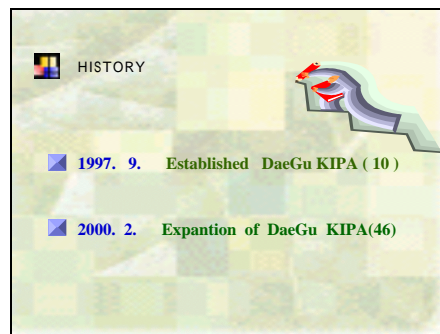 HISTORY
1997. 9. Established DaeGu KIPA ( 10 )
2000. 2. Expantion of DaeGu KIPA(46)